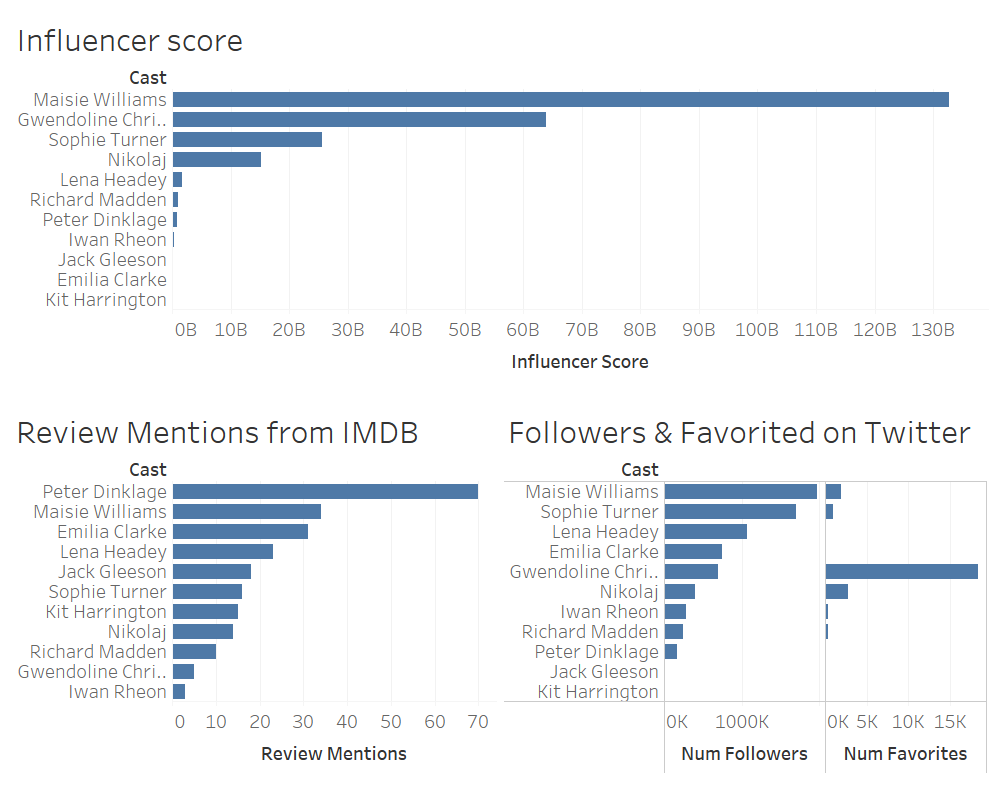 Influencer score
Cast
Maisie Williams
Gwendoline Chri..
Sophie Turner
Nikolaj
Lena Headey
Richard Madden
Peter Dinklage
Iwan Rheon
Jack Gleeson
Emilia Clarke
Kit Harrington
0B 10B 20B 30B 40B 50B 60B 70B 80B 90B 100B 110B 120B 130B
Influencer Score
Review Mentions from IMDB
Cast
Peter Dinklage
Maisie Williams
Emilia Clarke
Lena Headey
Jack Gleeson
Sophie Turner
Kit Harrington
Nikolaj
Richard Madden
Gwendoline Chri..
Iwan Rheon
0 10 20 30 40 50 60 70
Review Mentions
Followers & Favorited on Twitter
Cast
Maisie Williams
Sophie Turner
Lena Headey
Emilia Clarke
Gwendoline Chri..
Nikolaj
Iwan Rheon
Richard Madden
Peter Dinklage
Jack Gleeson
Kit Harrington
0K 1000K 0K 5K 10K 15K
Num Followers Num Favorites